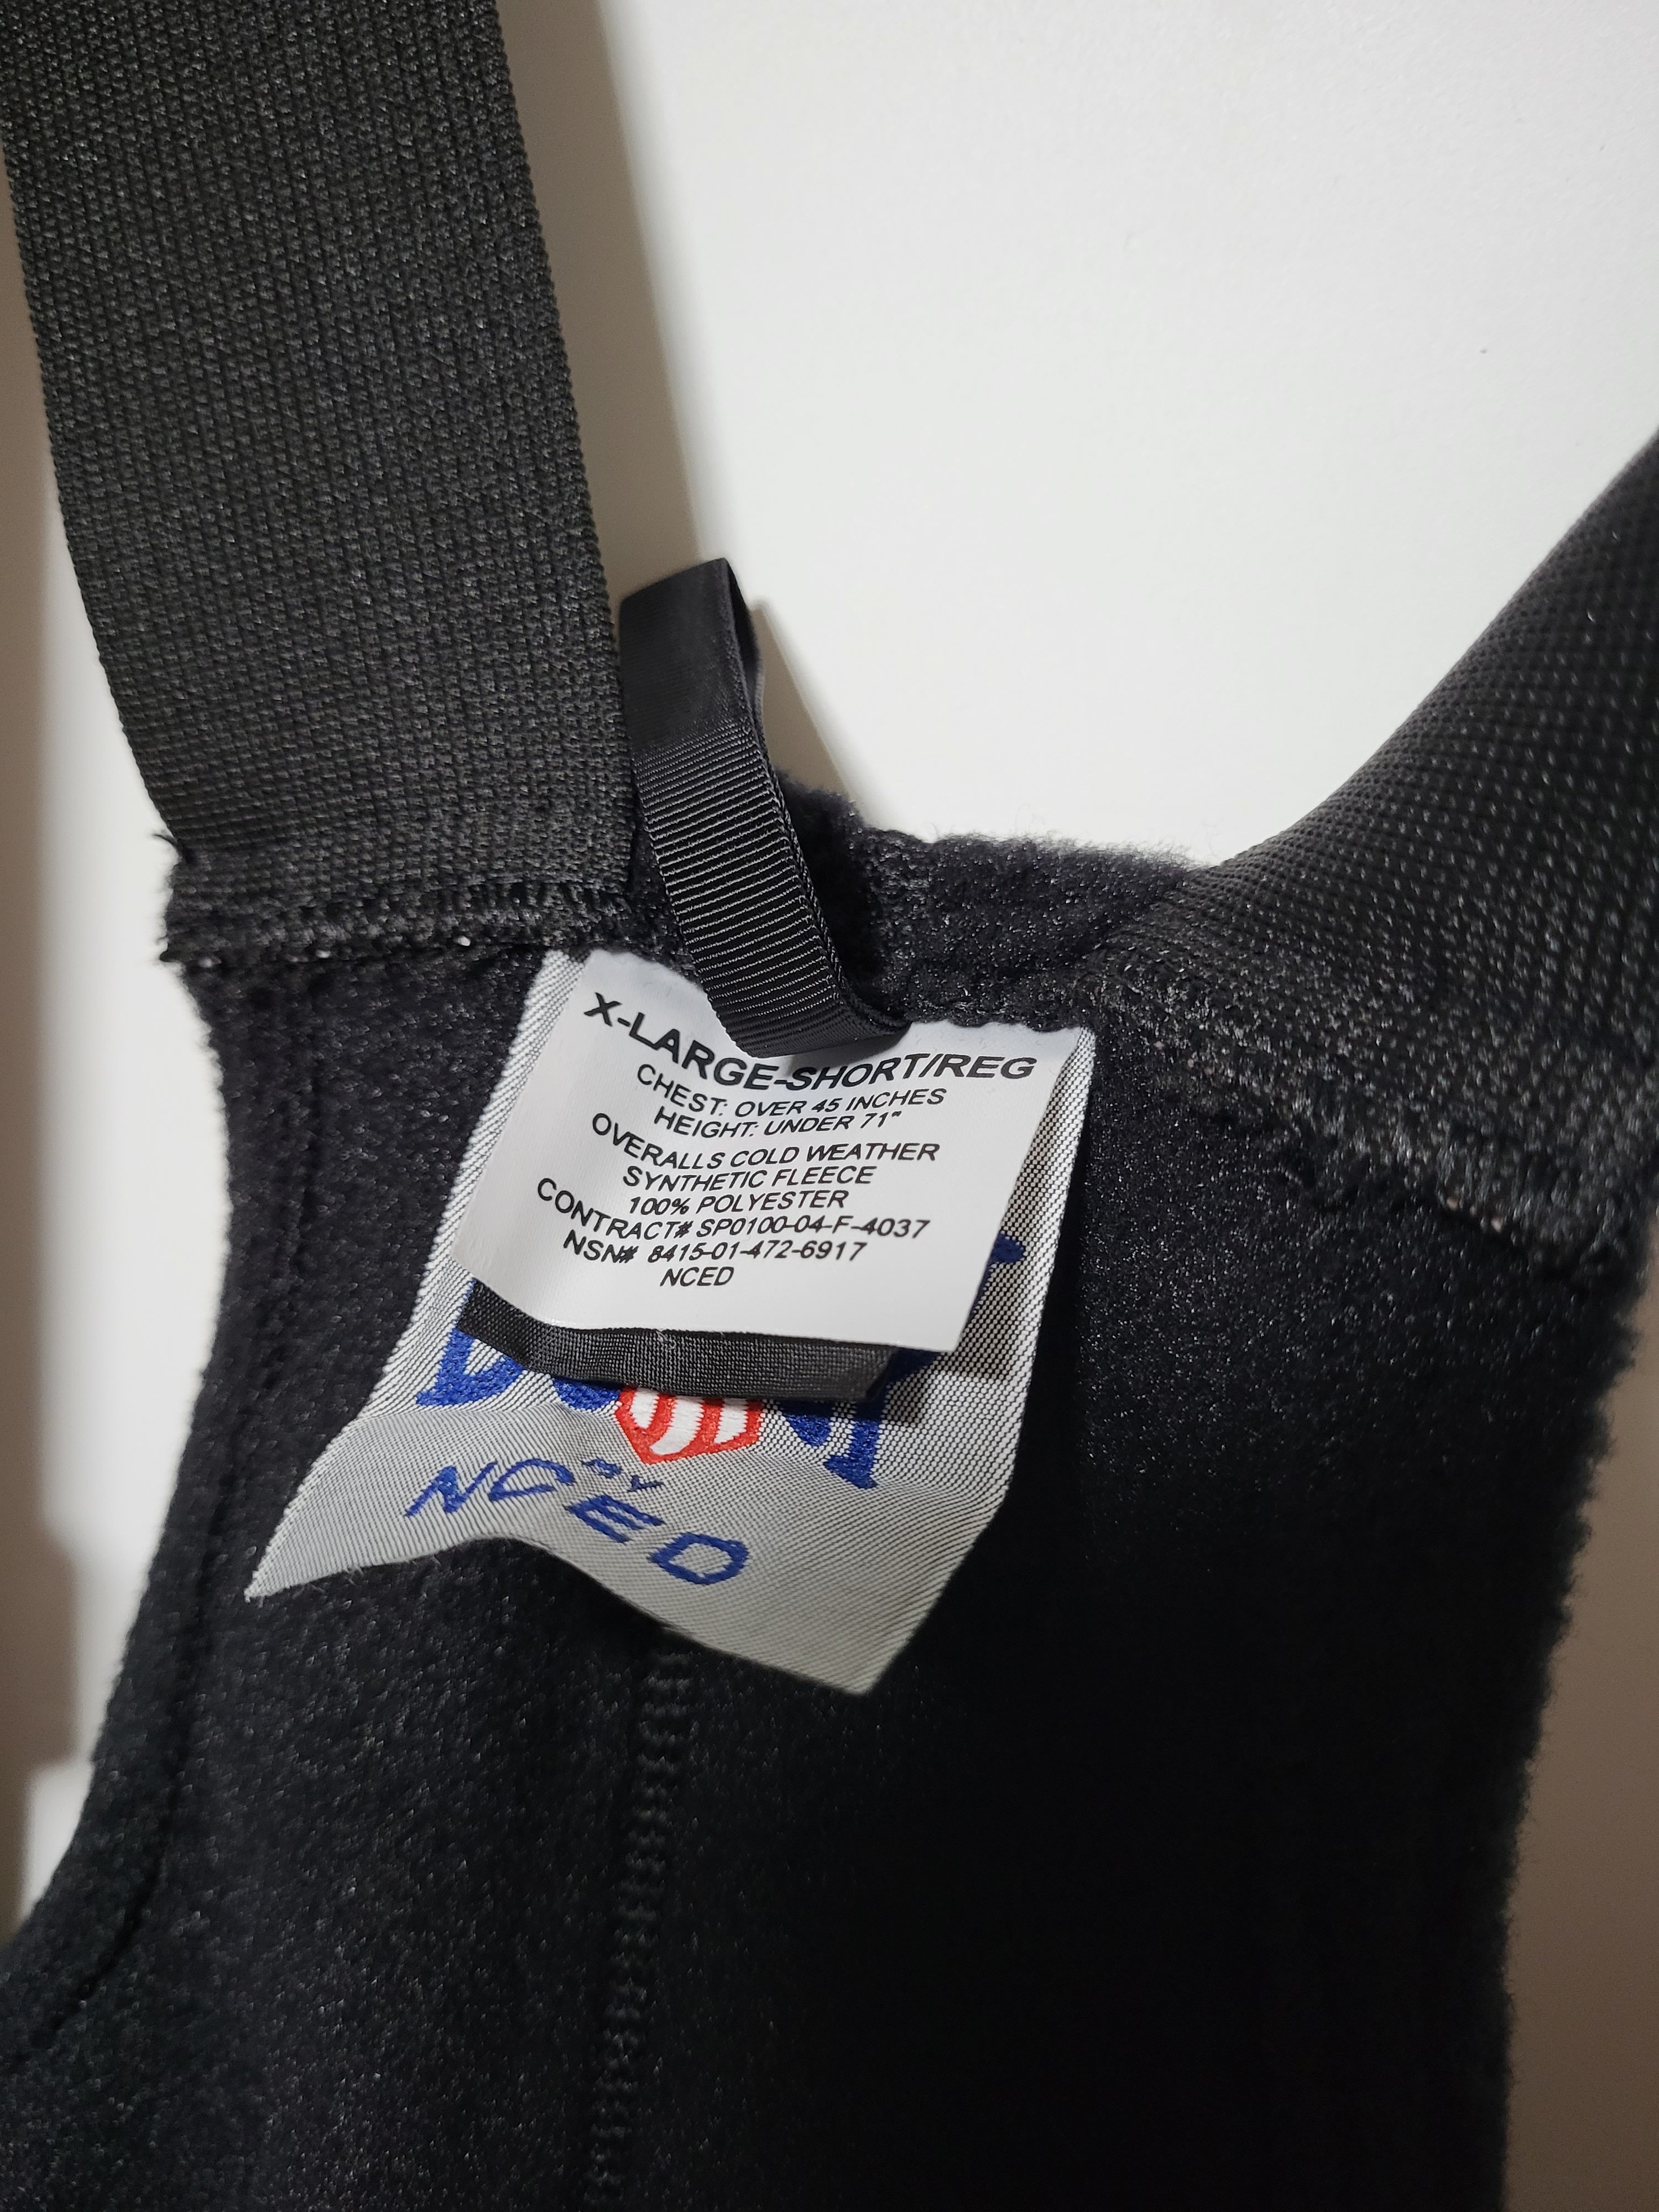 X-LARGE-SHORT/REG
CHEST: OVER 45 INCHES
HEIGHT: UNDER 71"
OVERALLS COLD WEATHER
SYNTHETIC FLEECE
100% POLYESTER
CONTRACT# SP0100-04-F-4037
NSN# 8415-01-472-6917
NCED
BY
NCED